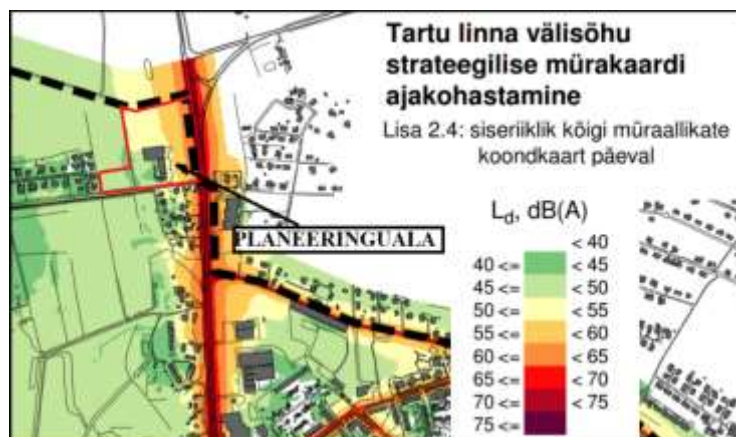 Tartu linna välisõhu
strateegilise mürakaardi
ajakohastamine
Lisa 2.4: siseriiklik kõigi müraallikate
koondkaart päeval
PLANEERINGUALA
L_d, dB(A)
< 40
40 <= < 45
45 <= < 50
50 <= < 55
55 <= < 60
60 <= < 65
65 <= < 70
70 <= < 75
75 <=